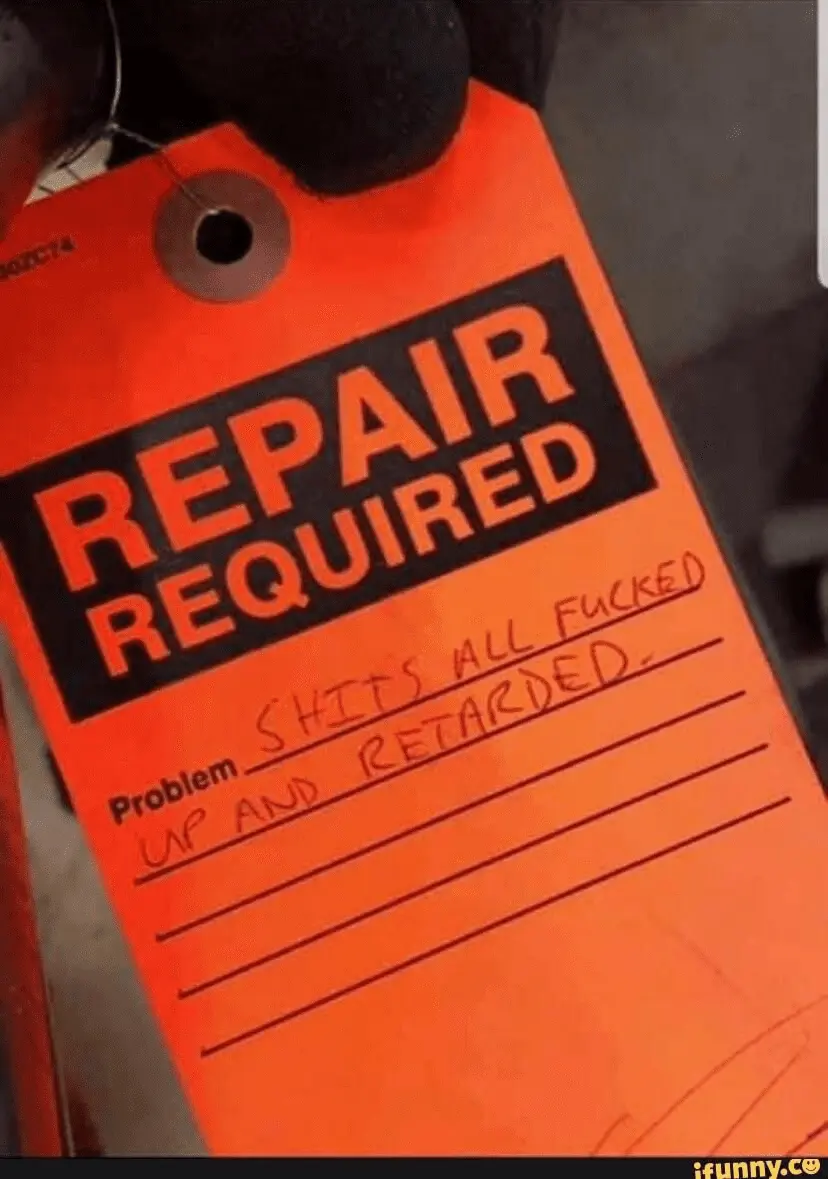 REPAIR
REQUIRED
Problem SHITS ALL FUCKED
UP AND RETARDED.
ifunny.co